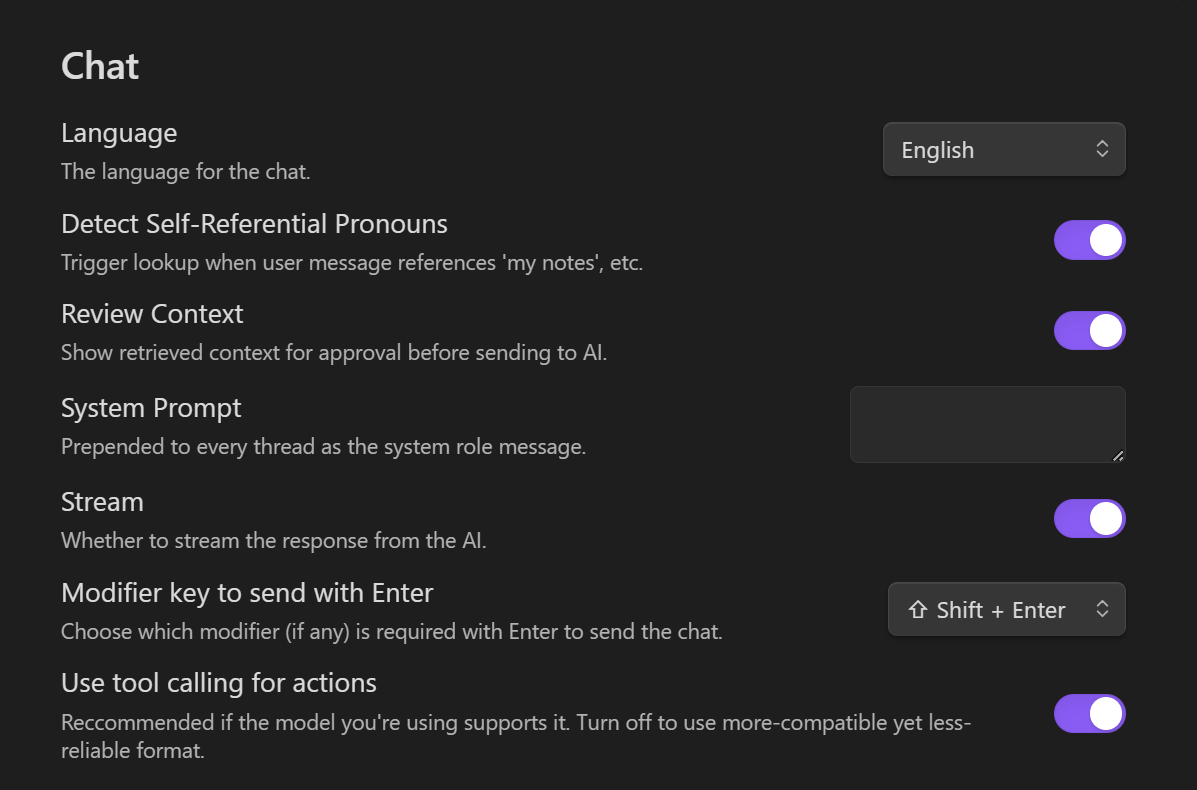 Chat
Language
The language for the chat.
English
Detect Self-Referential Pronouns
Trigger lookup when user message references 'my notes', etc.
Review Context
Show retrieved context for approval before sending to AI.
System Prompt
Prepended to every thread as the system role message.
Stream
Whether to stream the response from the AI.
Modifier key to send with Enter
Choose which modifier (if any) is required with Enter to send the chat.
⇧ Shift + Enter
Use tool calling for actions
Reccommended if the model you're using supports it. Turn off to use more-compatible yet less-
reliable format.